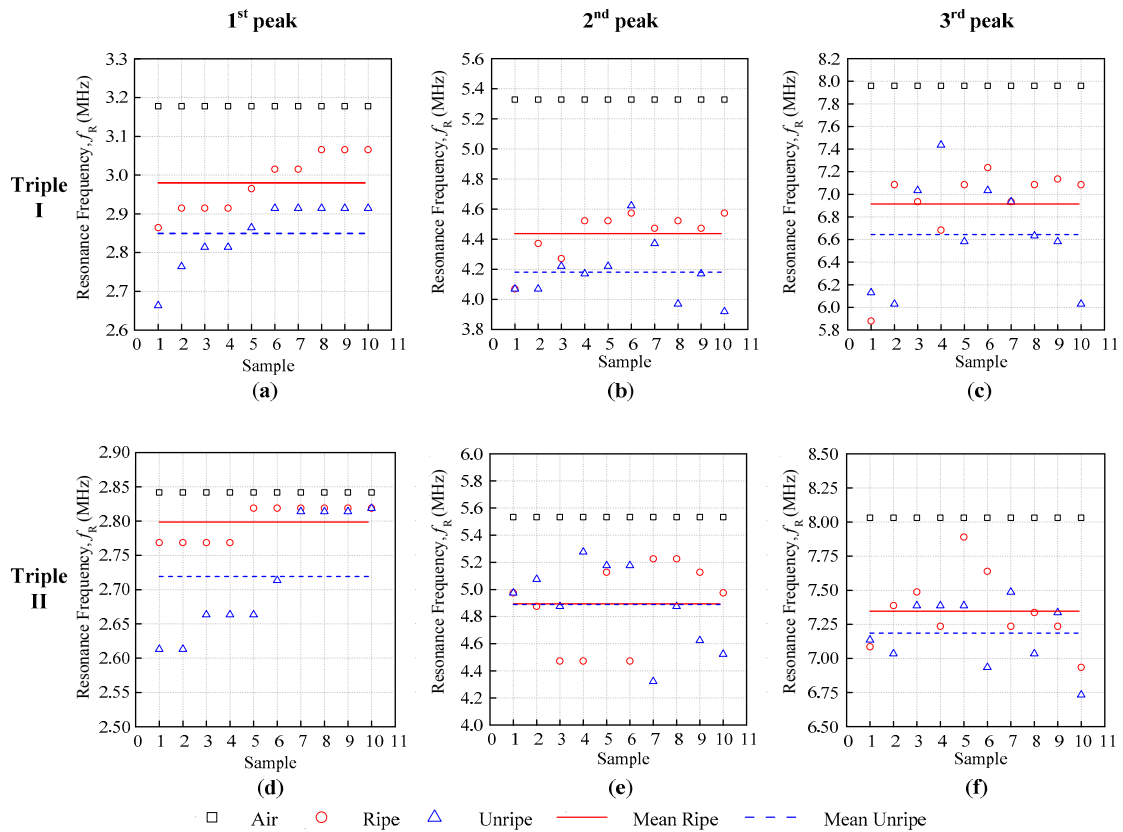 1st peak 2nd peak 3rd peak
Triple
I
Resonance Frequency, fR (MHz)
3.3
3.2
3.1
3.0
2.9
2.8
2.7
2.6
0 1 2 3 4 5 6 7 8 9 10 11
Sample
(a)
Resonance Frequency, fR (MHz)
5.6
5.4
5.2
5.0
4.8
4.6
4.4
4.2
4.0
3.8
0 1 2 3 4 5 6 7 8 9 10 11
Sample
(b)
Resonance Frequency, fR (MHz)
8.2
8.0
7.8
7.6
7.4
7.2
7.0
6.8
6.6
6.4
6.2
6.0
5.8
0 1 2 3 4 5 6 7 8 9 10 11
Sample
(c)
Triple
II
Resonance Frequency, fR (MHz)
2.90
2.85
2.80
2.75
2.70
2.65
2.60
2.55
2.50
0 1 2 3 4 5 6 7 8 9 10 11
Sample
(d)
Resonance Frequency, fR (MHz)
6.0
5.8
5.6
5.4
5.2
5.0
4.8
4.6
4.4
4.2
4.0
0 1 2 3 4 5 6 7 8 9 10 11
Sample
(e)
Resonance Frequency, fR (MHz)
8.50
8.25
8.00
7.75
7.50
7.25
7.00
6.75
6.50
0 1 2 3 4 5 6 7 8 9 10 11
Sample
(f)
Air Ripe Unripe Mean Ripe Mean Unripe